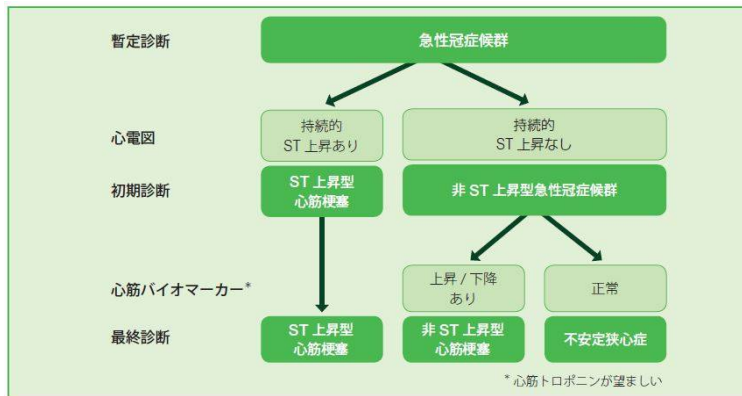 暫定診断
急性冠症候群
心電図
持続的
ST 上昇あり
持続的
ST 上昇なし
初期診断
ST 上昇型
心筋梗塞
非 ST 上昇型急性冠症候群
心筋バイオマーカー*
上昇 / 下降
あり
正常
最終診断
ST 上昇型
心筋梗塞
非 ST 上昇型
心筋梗塞
不安定狭心症
* 心筋トロポニンが望ましい